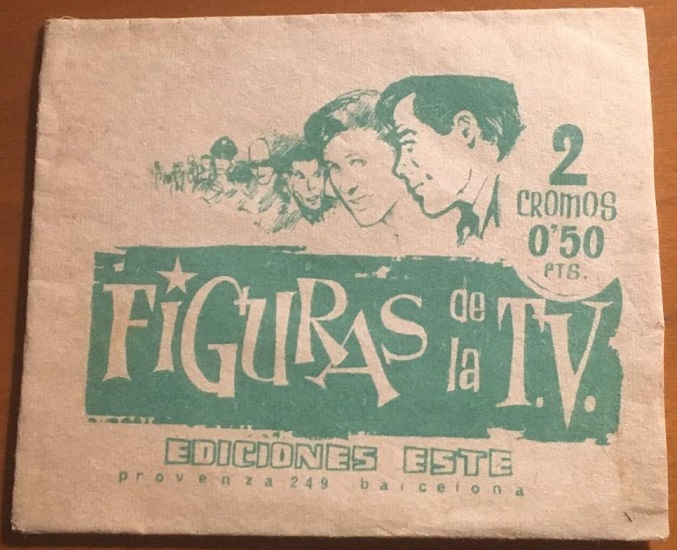 2
CROMOS
0'50
PTS.
FiGURAS de la T.V.
EDICIONES ESTE
provenza 249 barcelona